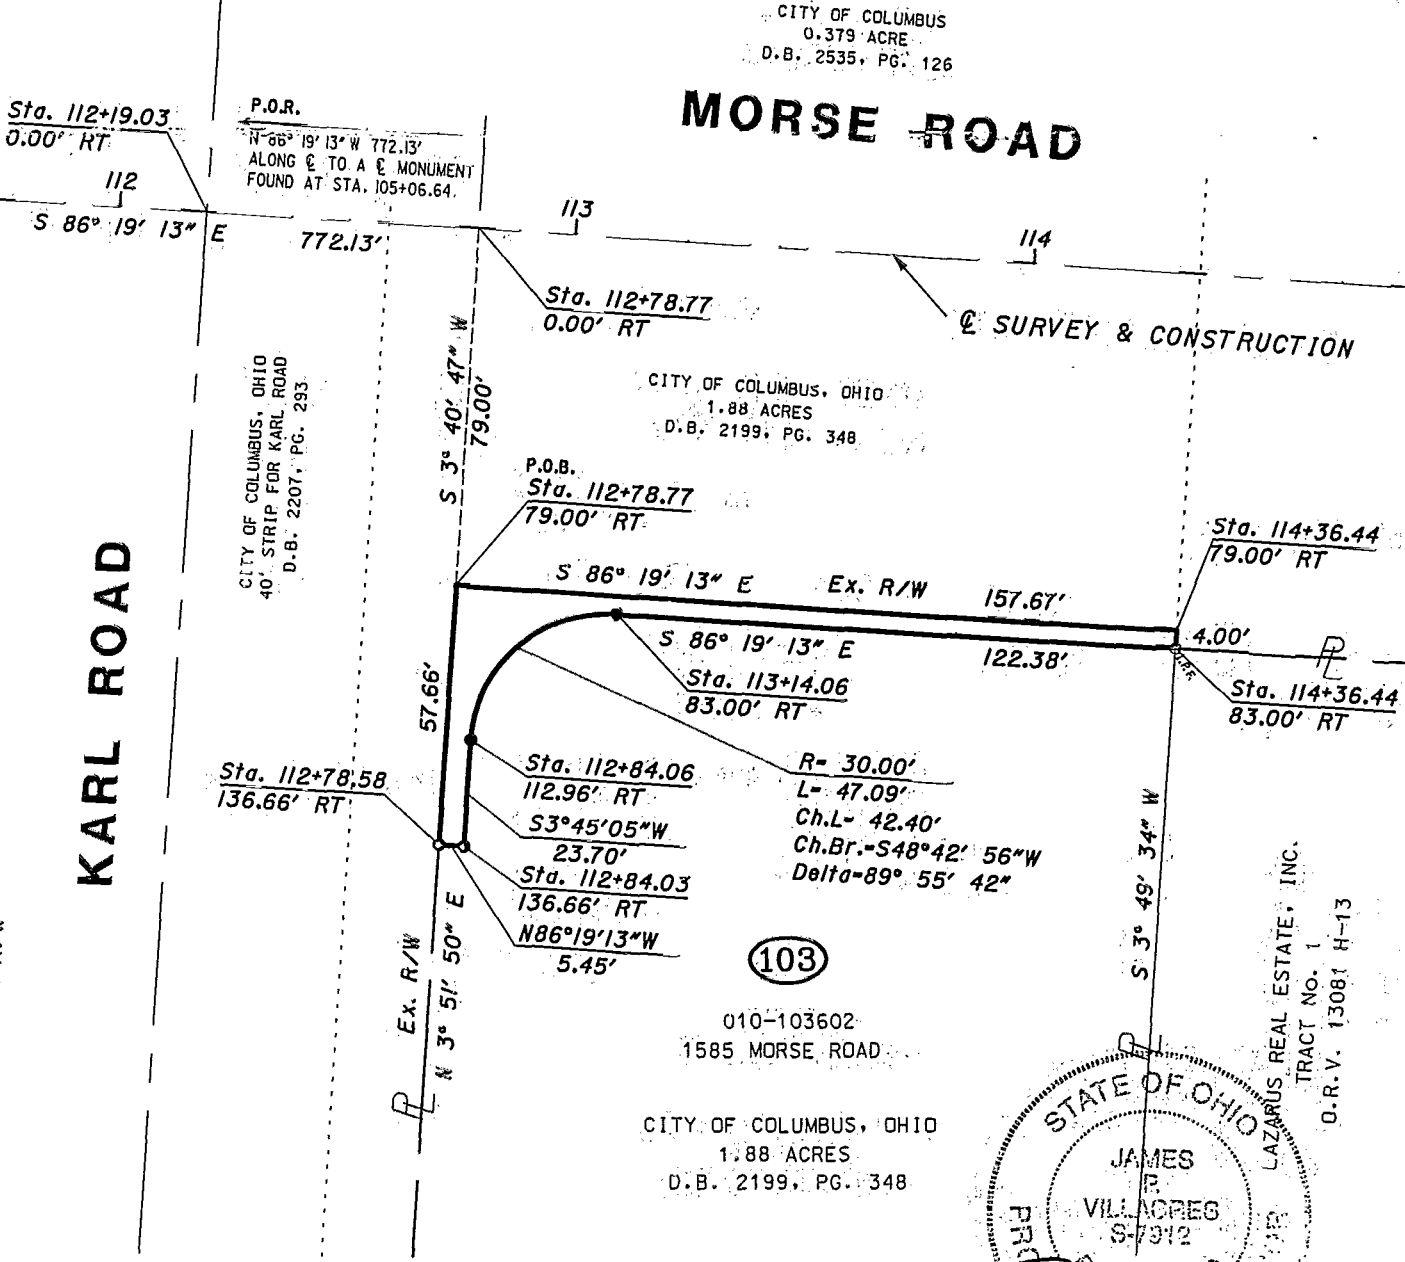 CITY OF COLUMBUS
0.379 ACRE
D.B. 2535, PG. 126
MORSE ROAD
Sta. 112+19.03
0.00' RT
P.O.R.
N 86° 19' 13" W 772.13'
ALONG ℄ TO A ℄ MONUMENT
FOUND AT STA. 105+06.64.
112
113
114
S 86° 19' 13" E
772.13'
Sta. 112+78.77
0.00' RT
℄ SURVEY & CONSTRUCTION
S 3° 40' 47" W
79.00'
CITY OF COLUMBUS, OHIO
40' STRIP FOR KARL ROAD
D.B. 2207, PG. 293
CITY OF COLUMBUS, OHIO
1.88 ACRES
D.B. 2199, PG. 348
P.O.B.
Sta. 112+78.77
79.00' RT
Sta. 114+36.44
79.00' RT
KARL ROAD
S 86° 19' 13" E
Ex. R/W
157.67'
4.00'
PL
S 86° 19' 13" E
122.38'
I.P.F.
Sta. 113+14.06
83.00' RT
Sta. 114+36.44
83.00' RT
57.66'
Sta. 112+78.58
136.66' RT
Sta. 112+84.06
112.96' RT
R= 30.00'
L= 47.09'
Ch.L= 42.40'
Ch.Br.=S48°42' 56"W
Delta=89° 55' 42"
S3°45'05"W
23.70'
Sta. 112+84.03
136.66' RT
N86°19'13"W
5.45'
Ex. R/W
N 3° 51' 50" E
PL
S 3° 49' 34" W
PL
103
010-103602
1585 MORSE ROAD
CITY OF COLUMBUS, OHIO
1.88 ACRES
D.B. 2199, PG. 348
LAZARUS REAL ESTATE, INC.
TRACT No. 1
O.R.V. 13081 H-13
STATE OF OHIO
JAMES
VILLACRES
S-7912